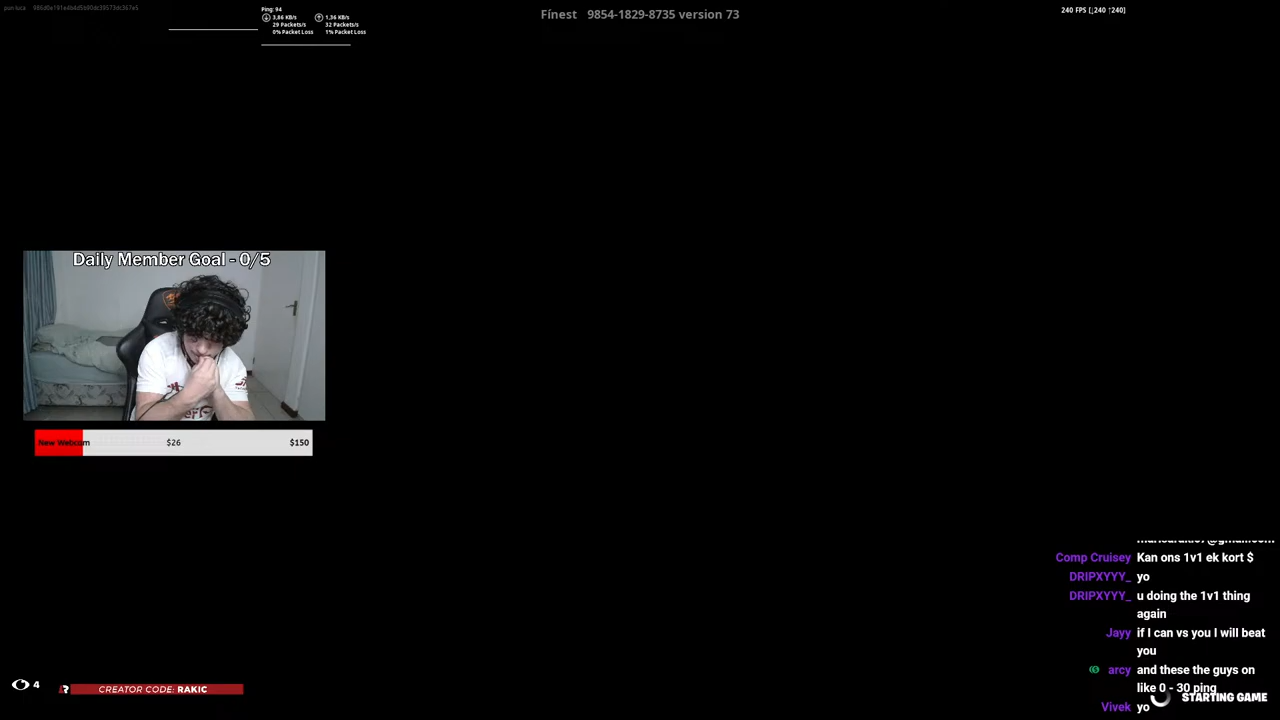 Ping: 94
3,86 KB/s
1,36 KB/s
29 Packets/s
32 Packets/s
0% Packet Loss
1% Packet Loss
Fínest 9854-1829-8735 version 73
240 FPS [↓240 ↑240]
Daily Member Goal - 0/5
New Webcam $26 $150
Comp Cruisey Kan ons 1v1 ek kort $
DRIPXYYY_ yo
DRIPXYYY_ u doing the 1v1 thing
again
Jayy if I can vs you I will beat
you
arcy and these the guys on
like 0 - 30 ping
Vivek yo
STARTING GAME
4
CREATOR CODE: RAKIC